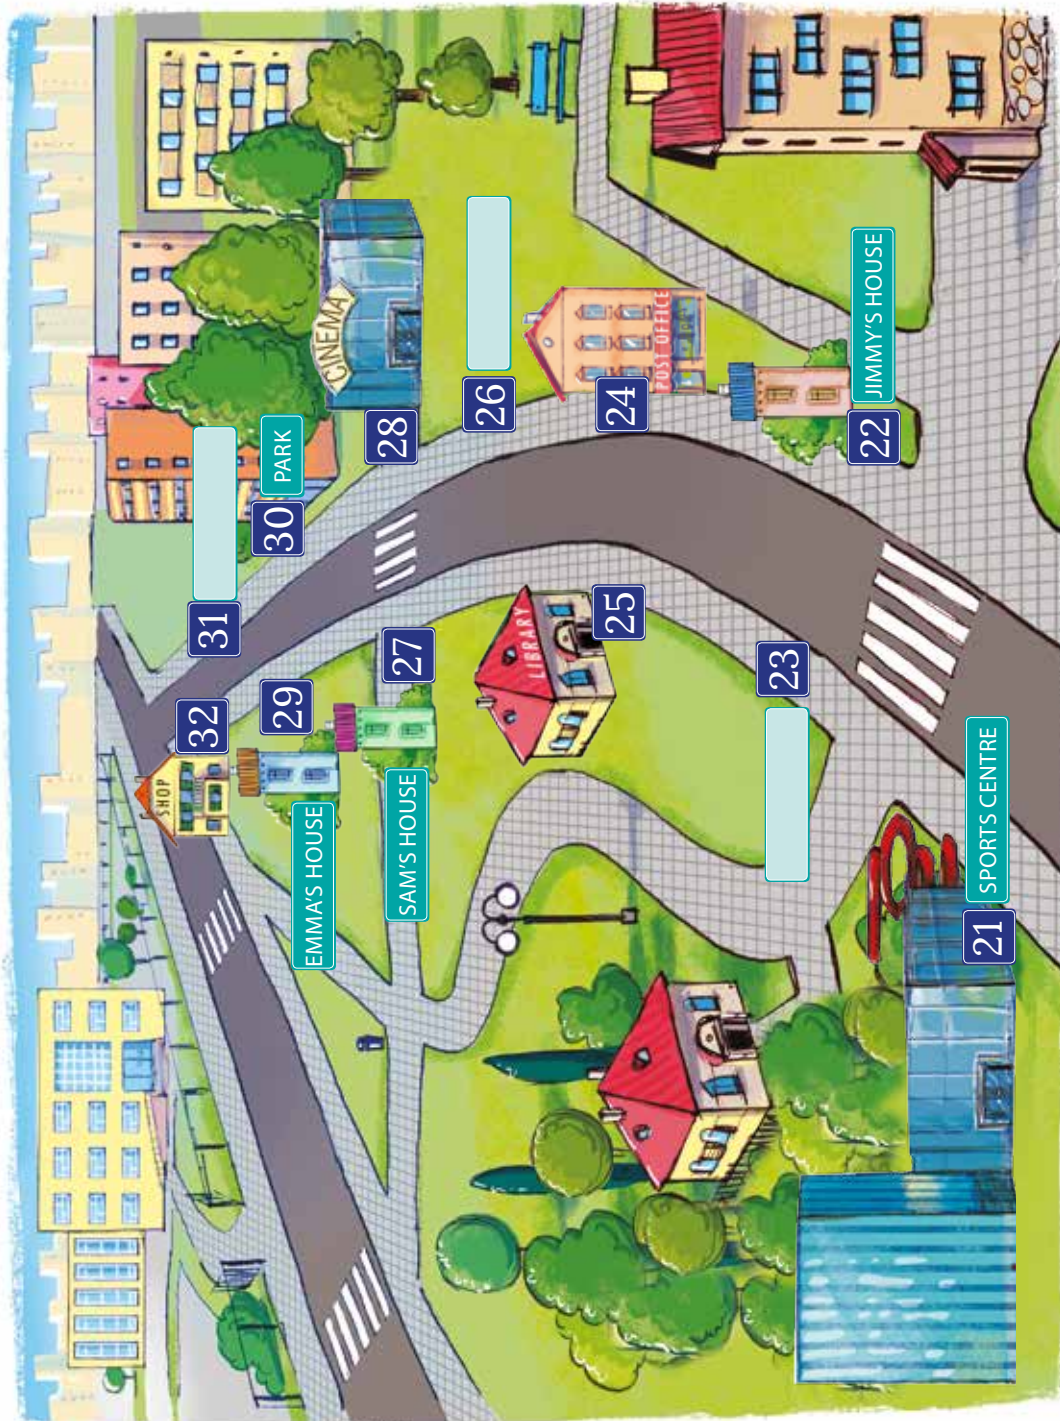 SHOP
32
31
29
EMMA'S HOUSE
30
PARK
27
SAM'S HOUSE
CINEMA
28
LIBRARY
25
26
POST OFFICE
24
23
22
JIMMY'S HOUSE
21
SPORTS CENTRE